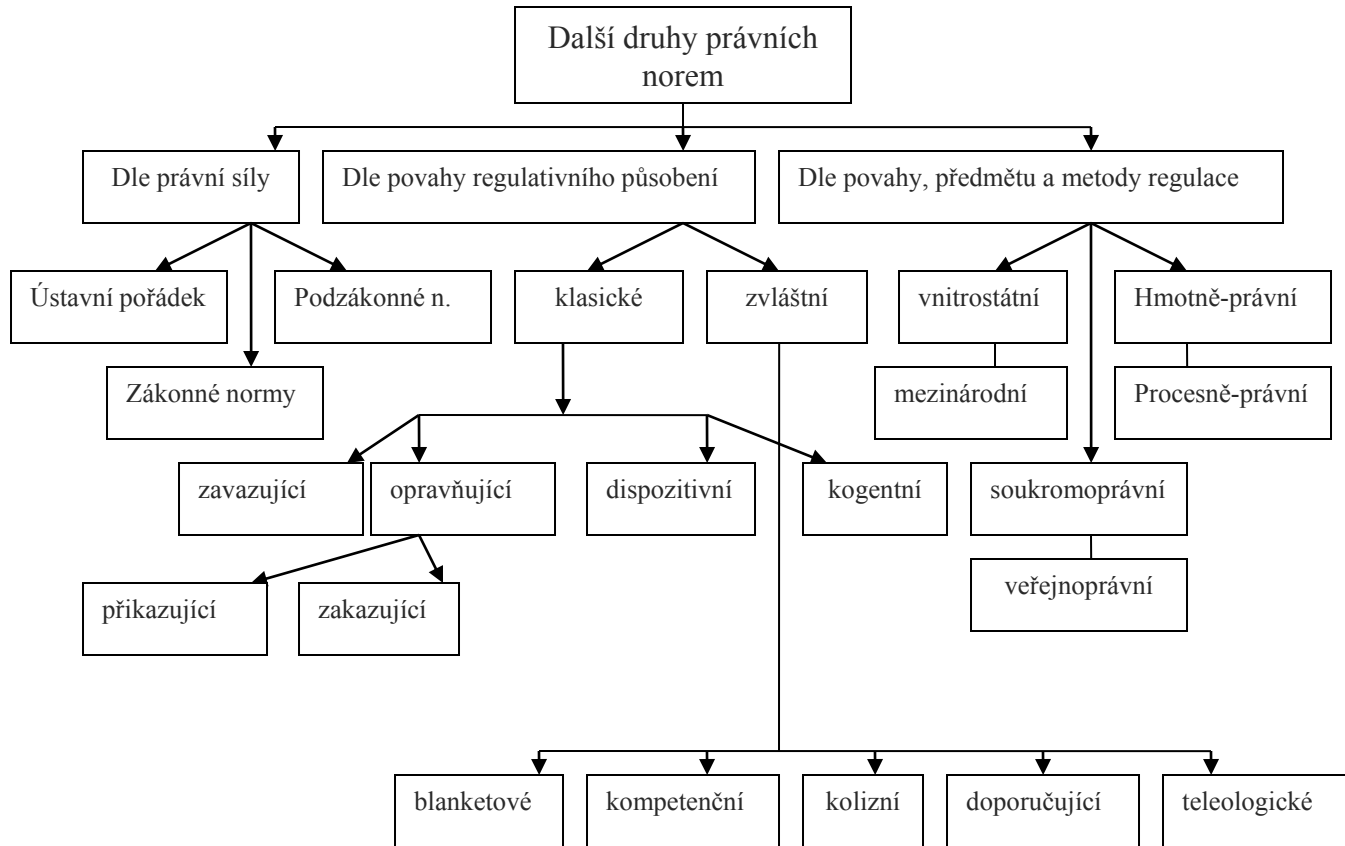 Další druhy právních
norem
Dle právní síly
Dle povahy regulativního působení
Dle povahy, předmětu a metody regulace
Ústavní pořádek
Podzákonné n.
klasické
zvláštní
vnitrostátní
Hmotně-právní
Zákonné normy
mezinárodní
Procesně-právní
zavazující
opravňující
dispozitivní
kogentní
soukromoprávní
přikazující
zakazující
veřejnoprávní
blanketové
kompetenční
kolizní
doporučující
teleologické